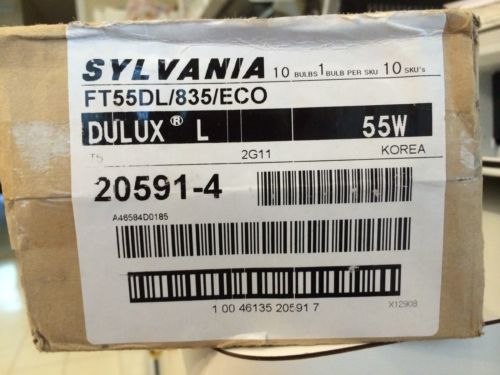 SYLVANIA 10 BULBS 1 BULB PER SKU 10 SKU's
FT55DL/835/ECO
DULUX ® L 55W
T5 2G11 KOREA
20591-4
A46584D0185
1 00 46135 20591 7
X12908